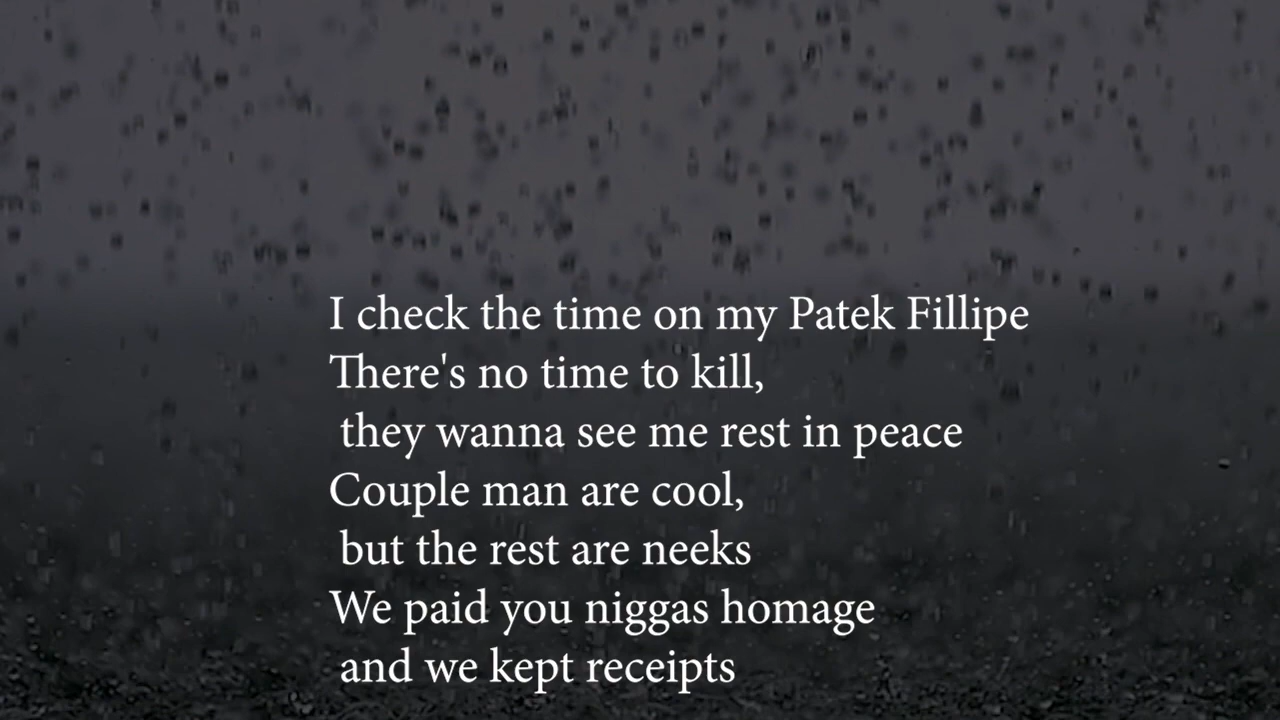 I check the time on my Patek Fillipe
There's no time to kill,
they wanna see me rest in peace
Couple man are cool,
but the rest are neeks
We paid you niggas homage
and we kept receipts